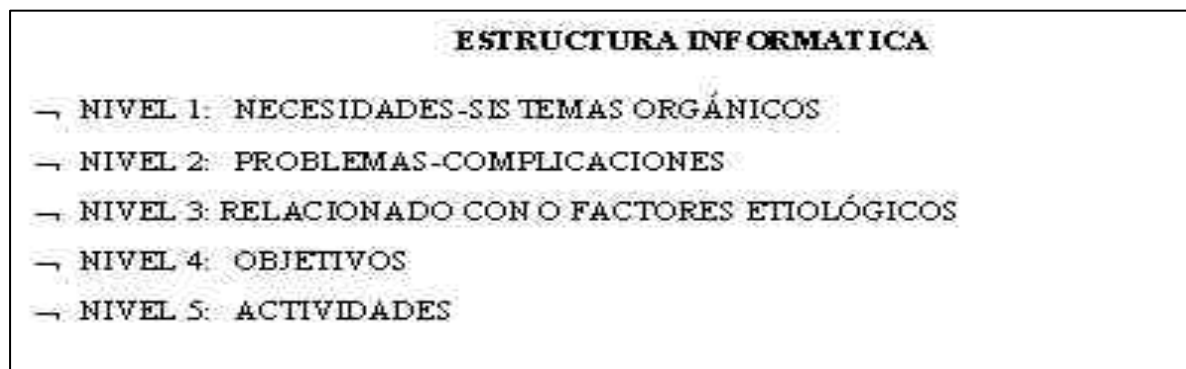 ESTRUCTURA INFORMATICA
¬ NIVEL 1: NECESIDADES-SISTEMAS ORGÁNICOS
¬ NIVEL 2: PROBLEMAS-COMPLICACIONES
¬ NIVEL 3: RELACIONADO CON O FACTORES ETIOLÓGICOS
¬ NIVEL 4: OBJETIVOS
¬ NIVEL 5: ACTIVIDADES